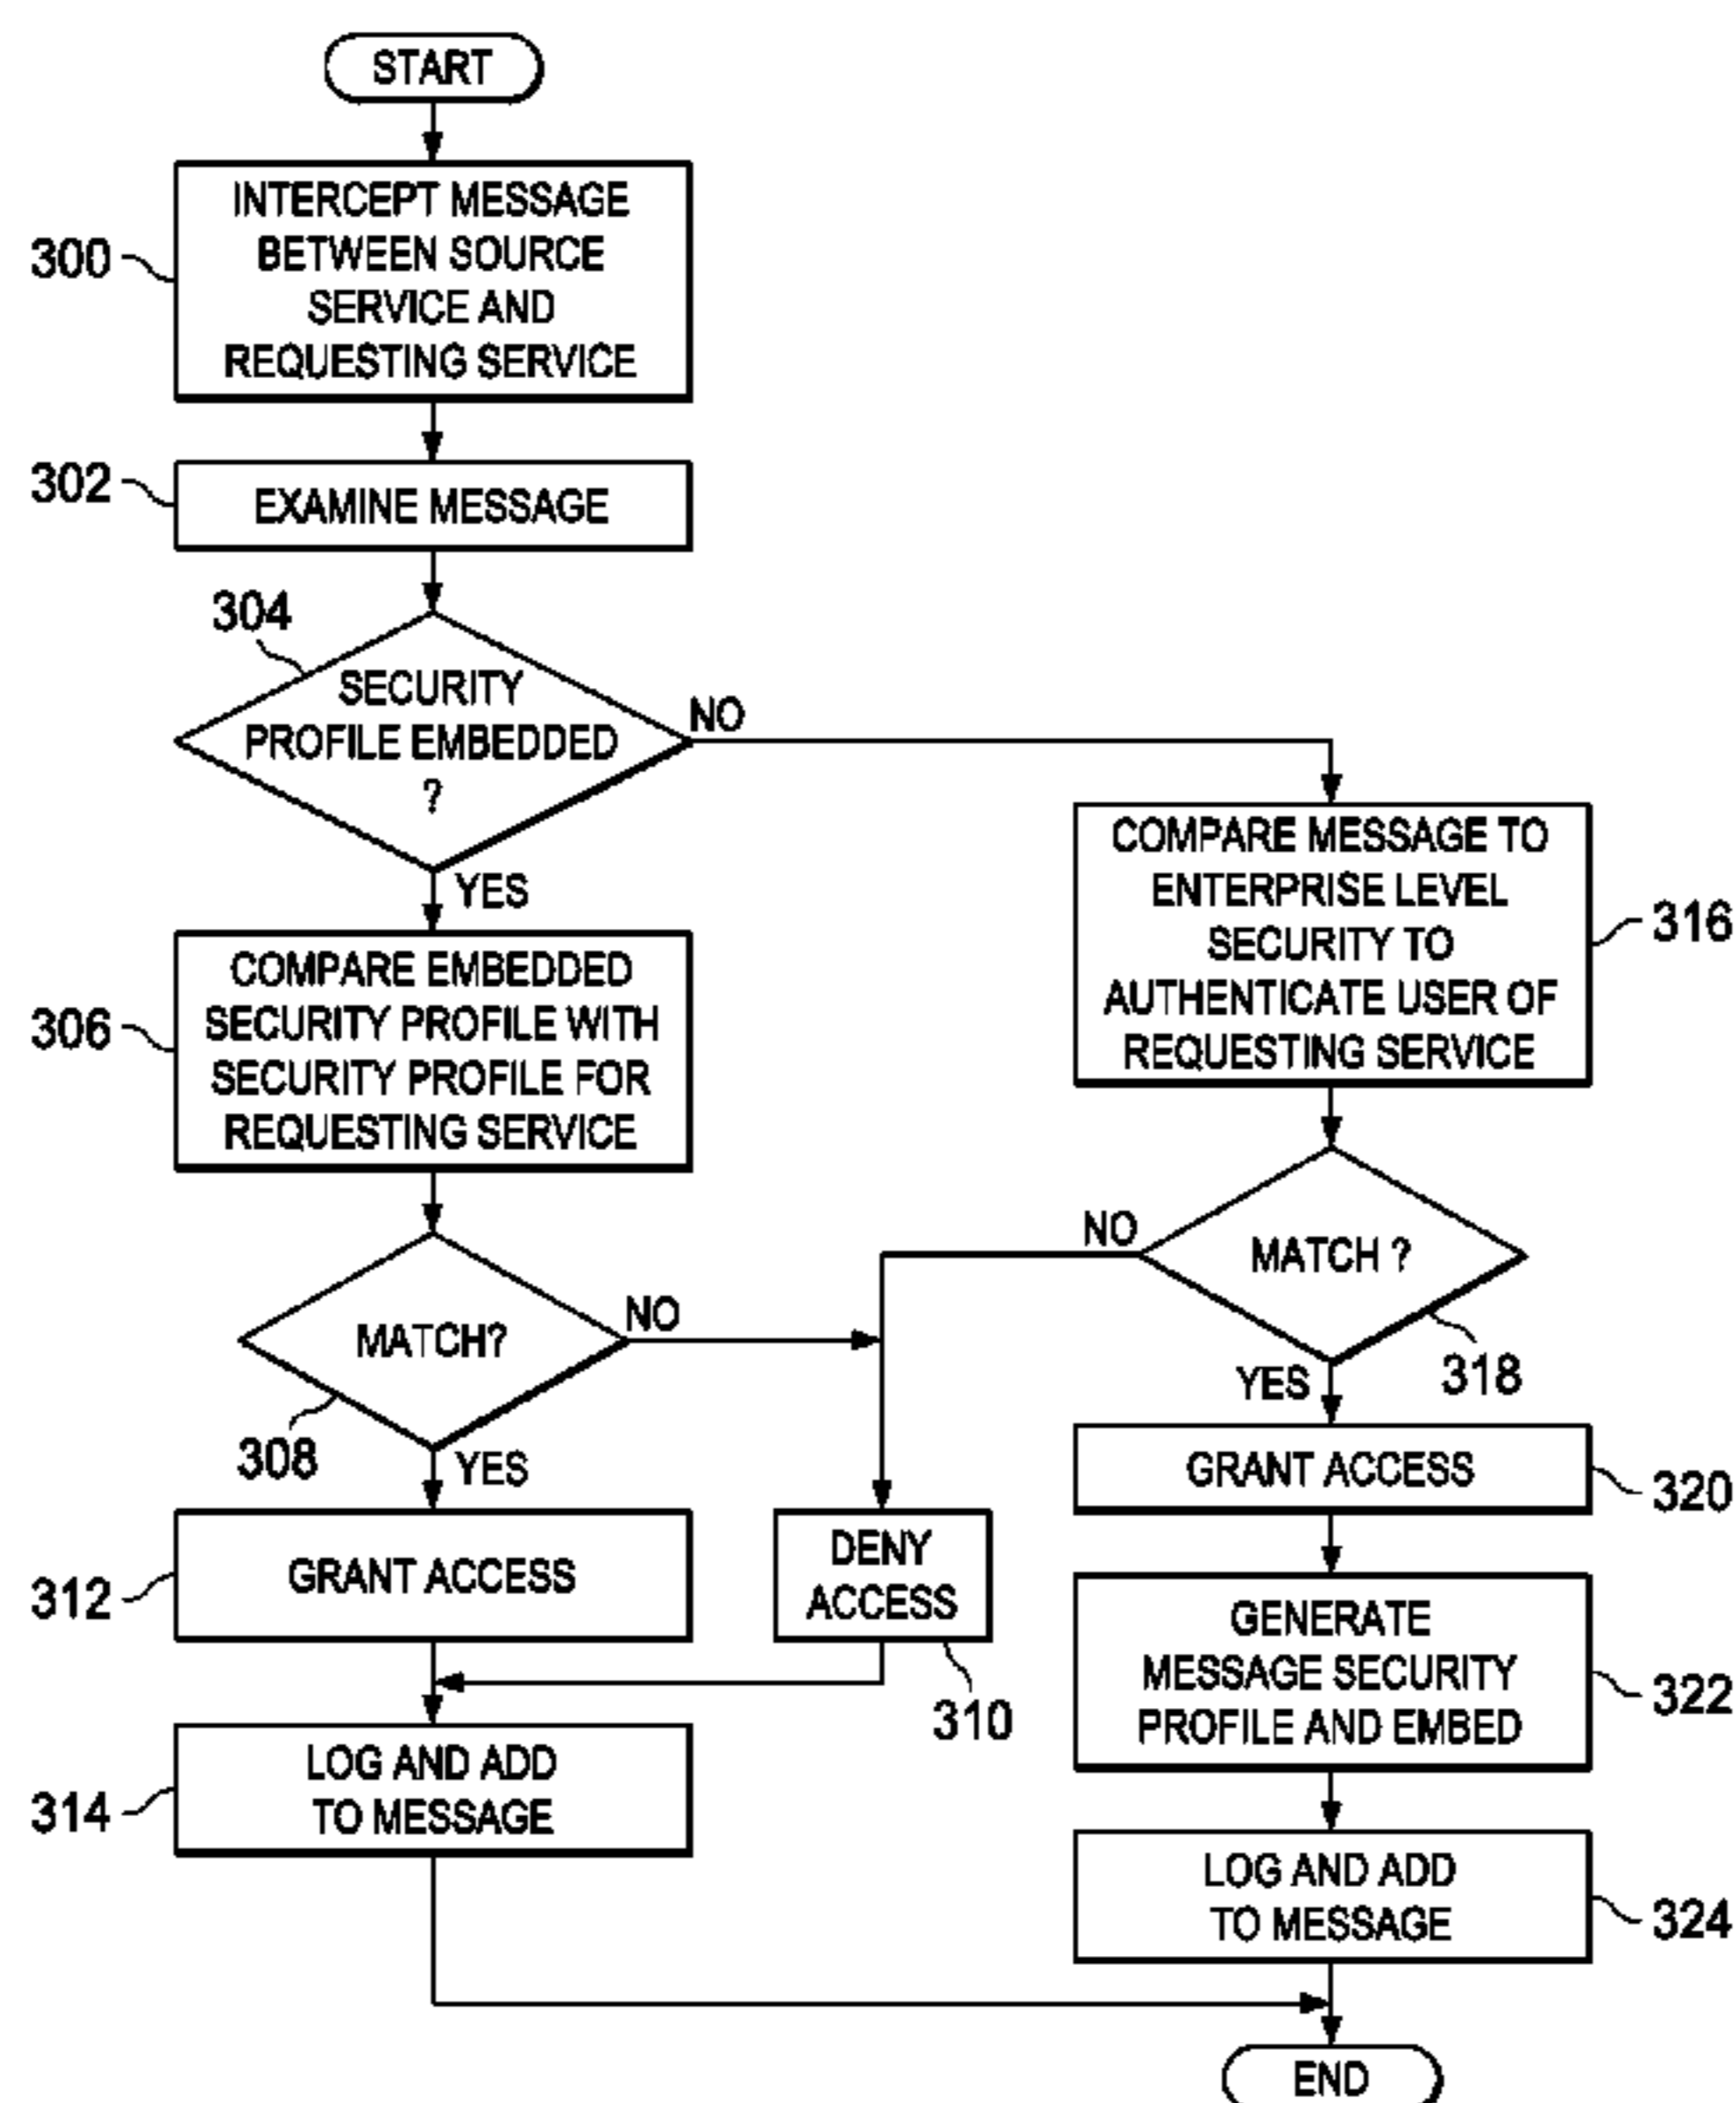 START
300
INTERCEPT MESSAGE
BETWEEN SOURCE
SERVICE AND
REQUESTING SERVICE
302
EXAMINE MESSAGE
304
SECURITY
PROFILE EMBEDDED
?
NO
YES
306
COMPARE EMBEDDED
SECURITY PROFILE WITH
SECURITY PROFILE FOR
REQUESTING SERVICE
MATCH?
NO
308
YES
312
GRANT ACCESS
DENY
ACCESS
310
314
LOG AND ADD
TO MESSAGE
COMPARE MESSAGE TO
ENTERPRISE LEVEL
SECURITY TO
AUTHENTICATE USER OF
REQUESTING SERVICE
316
NO
MATCH ?
318
YES
GRANT ACCESS
320
GENERATE
MESSAGE SECURITY
PROFILE AND EMBED
322
LOG AND ADD
TO MESSAGE
324
END